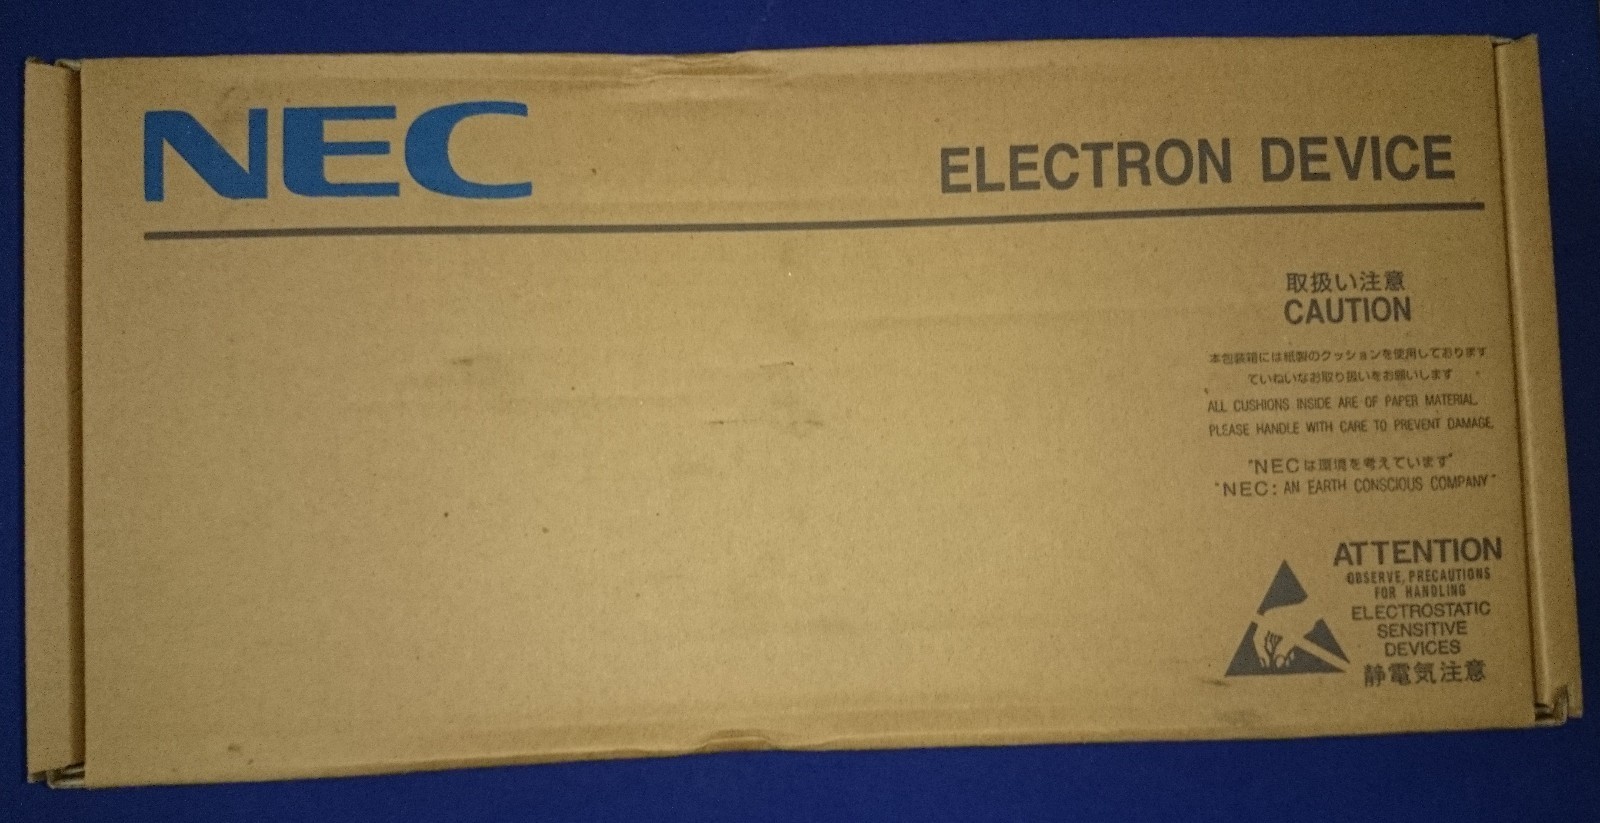 NEC
ELECTRON DEVICE
取扱い注意
CAUTION
本包装箱には紙製のクッションを使用しております
ていねいなお取り扱いをお願いします
ALL CUSHIONS INSIDE ARE OF PAPER MATERIAL.
PLEASE HANDLE WITH CARE TO PREVENT DAMAGE.
"NECは環境を考えています"
"NEC: AN EARTH CONSCIOUS COMPANY"
ATTENTION
OBSERVE, PRECAUTIONS
FOR HANDLING
ELECTROSTATIC
SENSITIVE
DEVICES
静電気注意